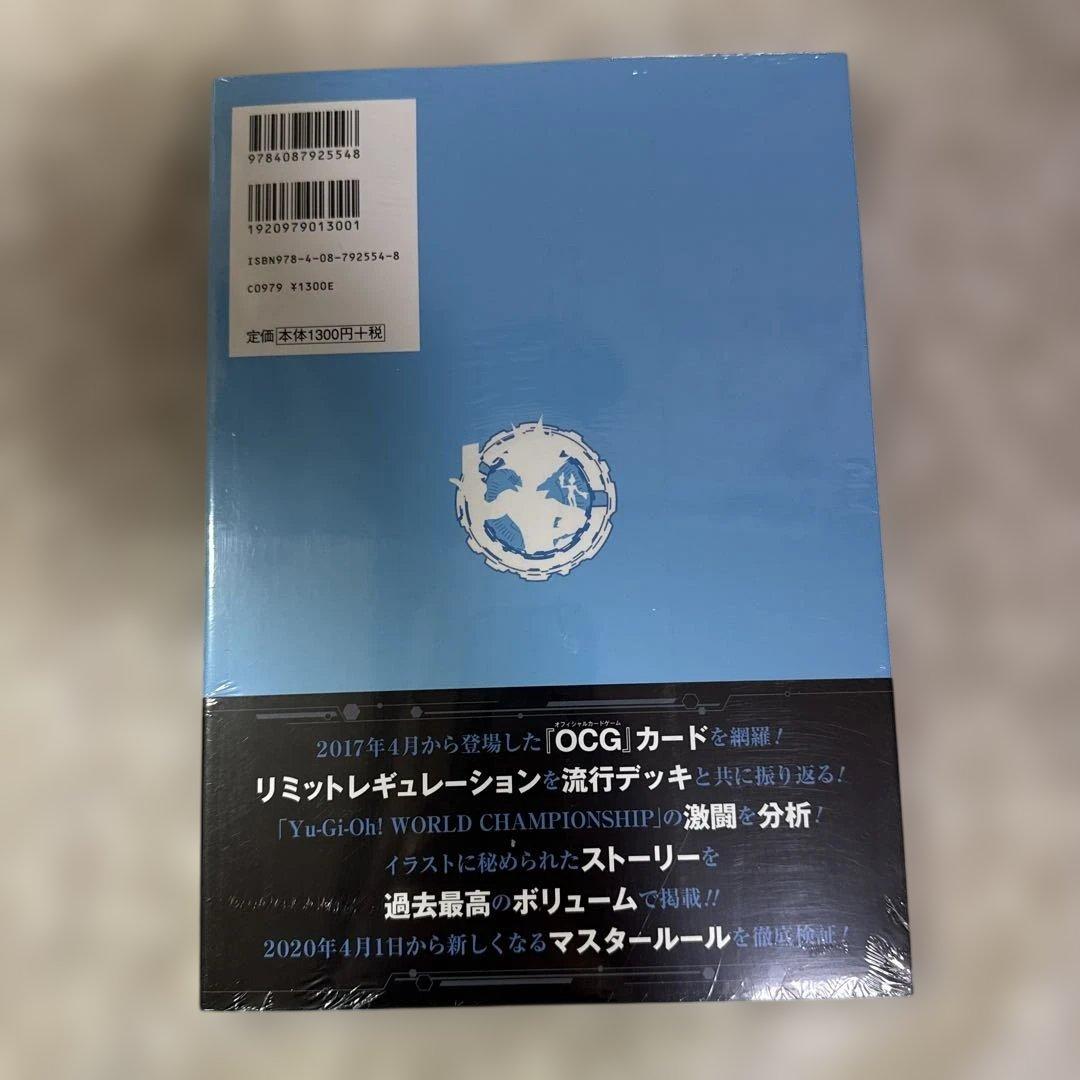 9784087925548
1920979013001
ISBN978-4-08-792554-8
C0979 ¥1300E
定価 本体1300円+税
オフィシャルカードゲーム
2017年4月から登場した『OCG』カードを網羅!
リミットレギュレーションを流行デッキと共に振り返る!
「Yu-Gi-Oh! WORLD CHAMPIONSHIP」の激闘を分析!
イラストに秘められたストーリーを
過去最高のボリュームで掲載!!
2020年4月1日から新しくなるマスタールールを徹底検証!